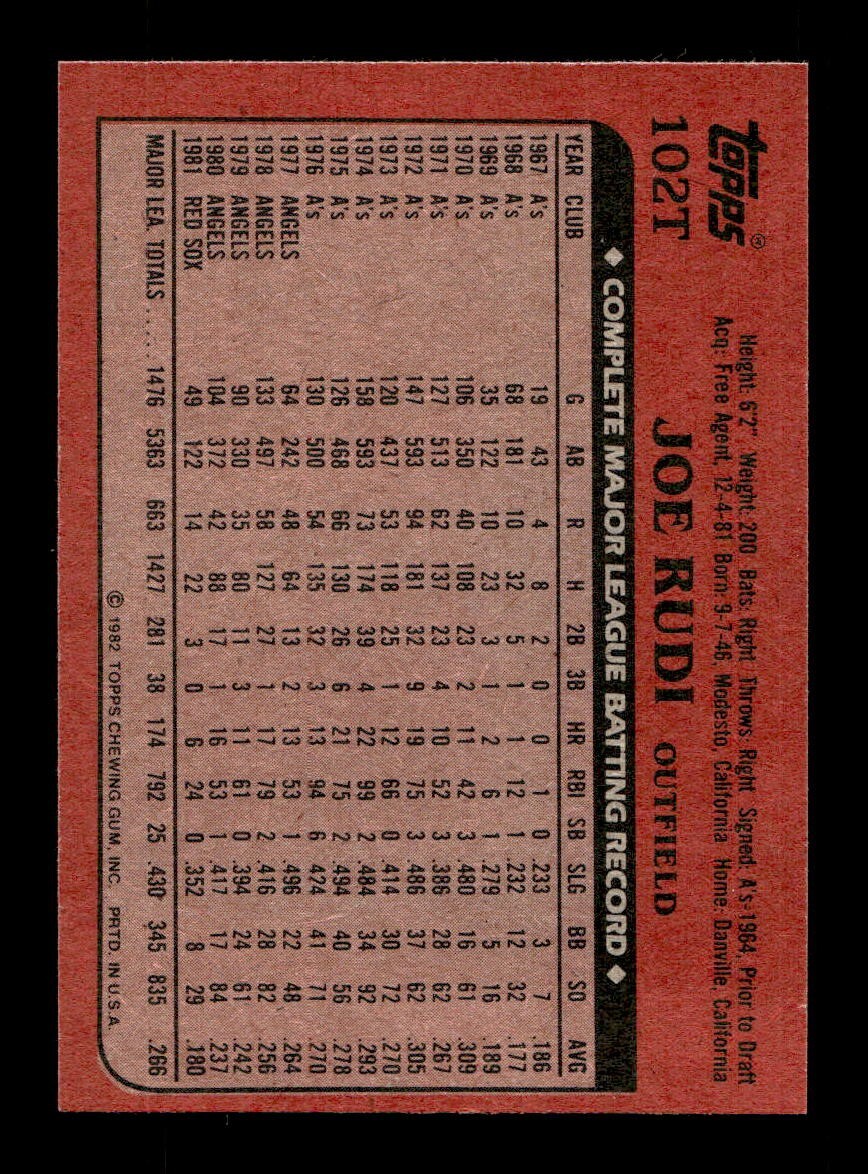 topps®
102T JOE RUDI OUTFIELD
Height: 6'2" Weight: 200 Bats: Right Throws: Right Signed: A's-1964, Prior to Draft
Acq.: Free Agent, 12-4-81 Born: 9-7-46, Modesto, California Home: Danville, California
◆ COMPLETE MAJOR LEAGUE BATTING RECORD ◆
YEAR CLUB G AB R H 2B 3B HR RBI SB SLG BB SO AVG
1967 A's 19 43 4 8 2 0 0 1 0 .233 3 7 .186
1968 A's 68 181 10 32 5 1 1 12 1 .232 12 32 .177
1969 A's 35 122 10 23 3 1 2 6 1 .279 5 16 .189
1970 A's 106 350 40 108 23 2 11 42 3 .480 16 61 .309
1971 A's 127 513 62 137 23 4 10 52 3 .386 28 62 .267
1972 A's 147 593 94 181 32 9 19 75 3 .486 37 62 .305
1973 A's 120 437 53 118 25 1 12 66 0 .414 30 72 .270
1974 A's 158 593 73 174 39 4 22 99 2 .484 34 92 .293
1975 A's 126 468 66 130 26 6 21 75 2 .494 40 56 .278
1976 A's 130 500 54 135 32 3 13 94 6 .474 41 71 .270
1977 ANGELS 64 242 48 64 13 2 13 53 1 .496 22 48 .264
1978 ANGELS 133 497 58 127 27 1 17 79 2 .416 28 82 .256
1979 ANGELS 90 330 35 80 11 3 11 61 0 .394 24 61 .242
1980 ANGELS 104 372 42 88 17 1 16 53 1 .417 17 84 .237
1981 RED SOX 49 122 14 22 3 0 6 24 0 .352 8 29 .180
MAJOR LEA. TOTALS ..... 1476 5363 663 1427 281 38 174 792 25 .430 345 835 .266
© 1982 TOPPS CHEWING GUM, INC. PRTD. IN U.S.A.